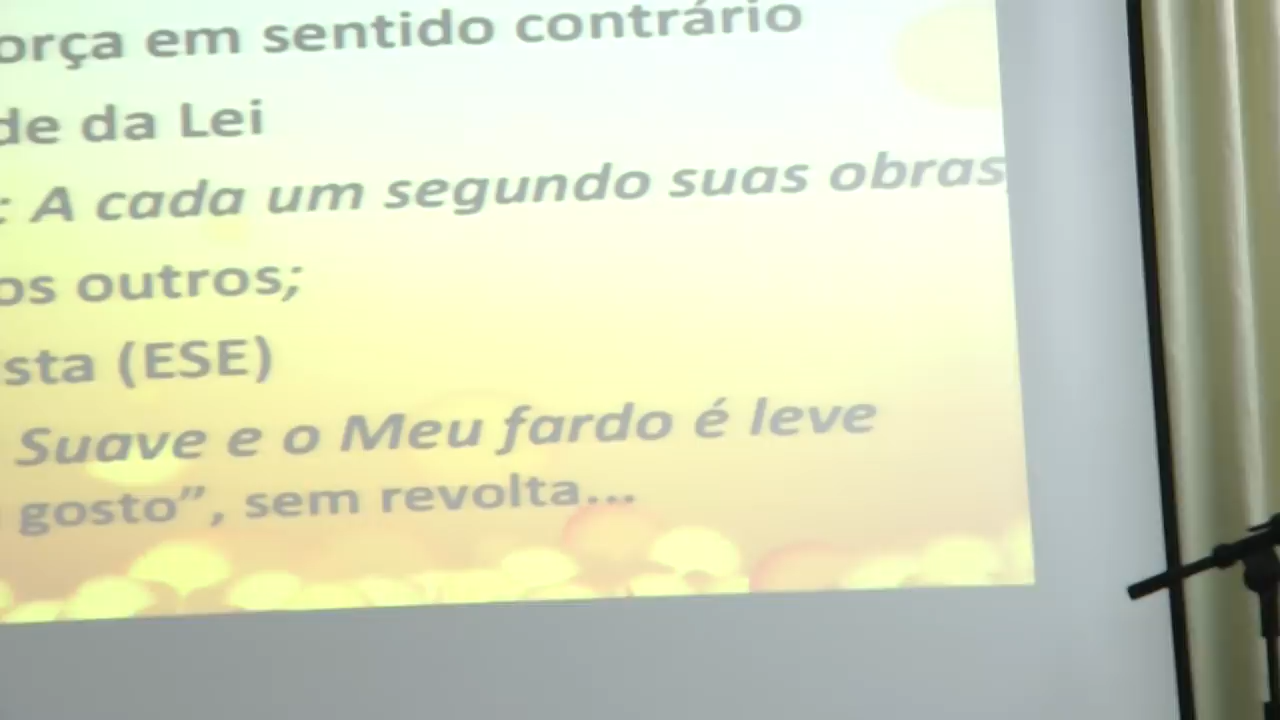 orça em sentido contrário
de da Lei
: A cada um segundo suas obras,
os outros;
sta (ESE)
Suave e o Meu fardo é leve
gosto”, sem revolta...